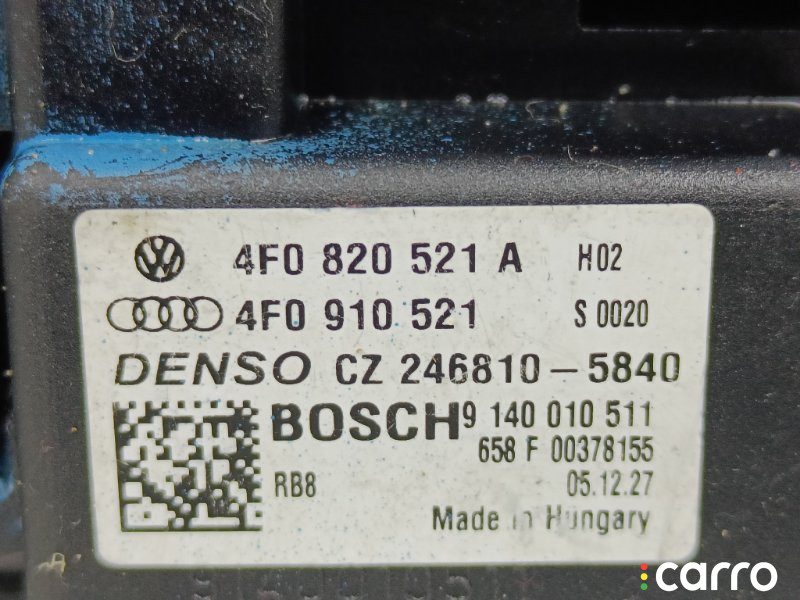 4F0 820 521 A H02
4F0 910 521 S 0020
DENSO CZ 246810-5840
BOSCH 9 140 010 511
658 F 00378155
RB8 05.12.27
Made in Hungary
carro